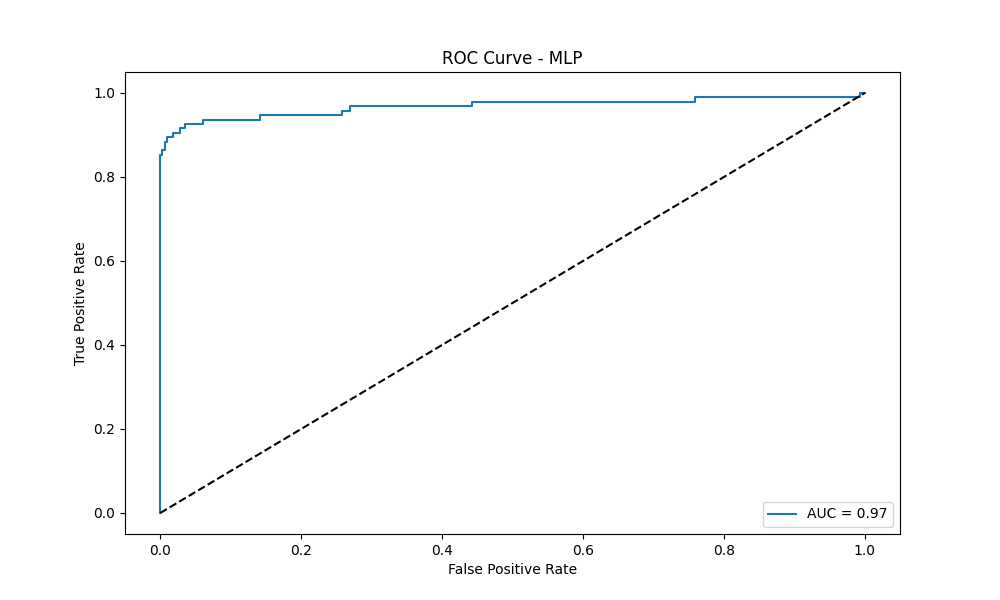 ROC Curve - MLP
1.0
0.8
0.6
0.4
0.2
0.0
True Positive Rate
AUC = 0.97
0.0 0.2 0.4 0.6 0.8 1.0
False Positive Rate